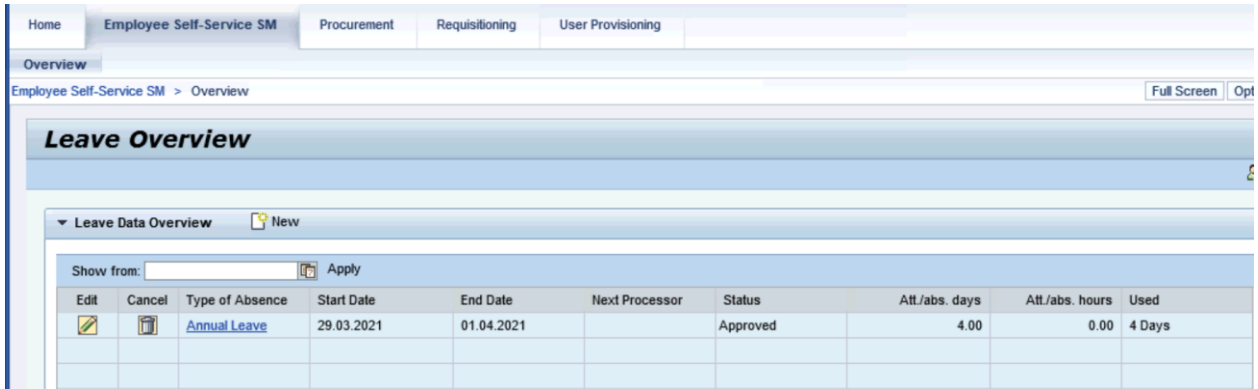 Home Employee Self-Service SM Procurement Requisitioning User Provisioning
Overview
Employee Self-Service SM > Overview Full Screen Opt
Leave Overview
Leave Data Overview New
Show from: Apply
Edit Cancel Type of Absence Start Date End Date Next Processor Status Att./abs. days Att./abs. hours Used
Annual Leave 29.03.2021 01.04.2021 Approved 4.00 0.00 4 Days